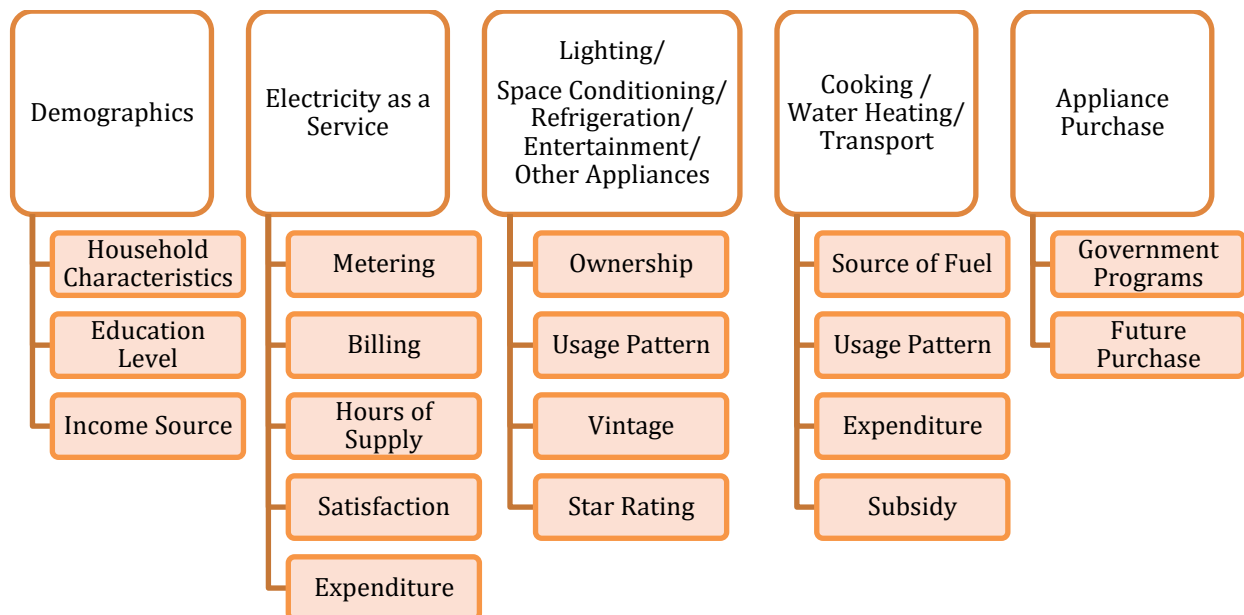 Demographics
Household
Characteristics
Education
Level
Income Source
Electricity as a
Service
Metering
Billing
Hours of
Supply
Satisfaction
Expenditure
Lighting/
Space Conditioning/
Refrigeration/
Entertainment/
Other Appliances
Ownership
Usage Pattern
Vintage
Star Rating
Cooking /
Water Heating/
Transport
Source of Fuel
Usage Pattern
Expenditure
Subsidy
Appliance
Purchase
Government
Programs
Future
Purchase